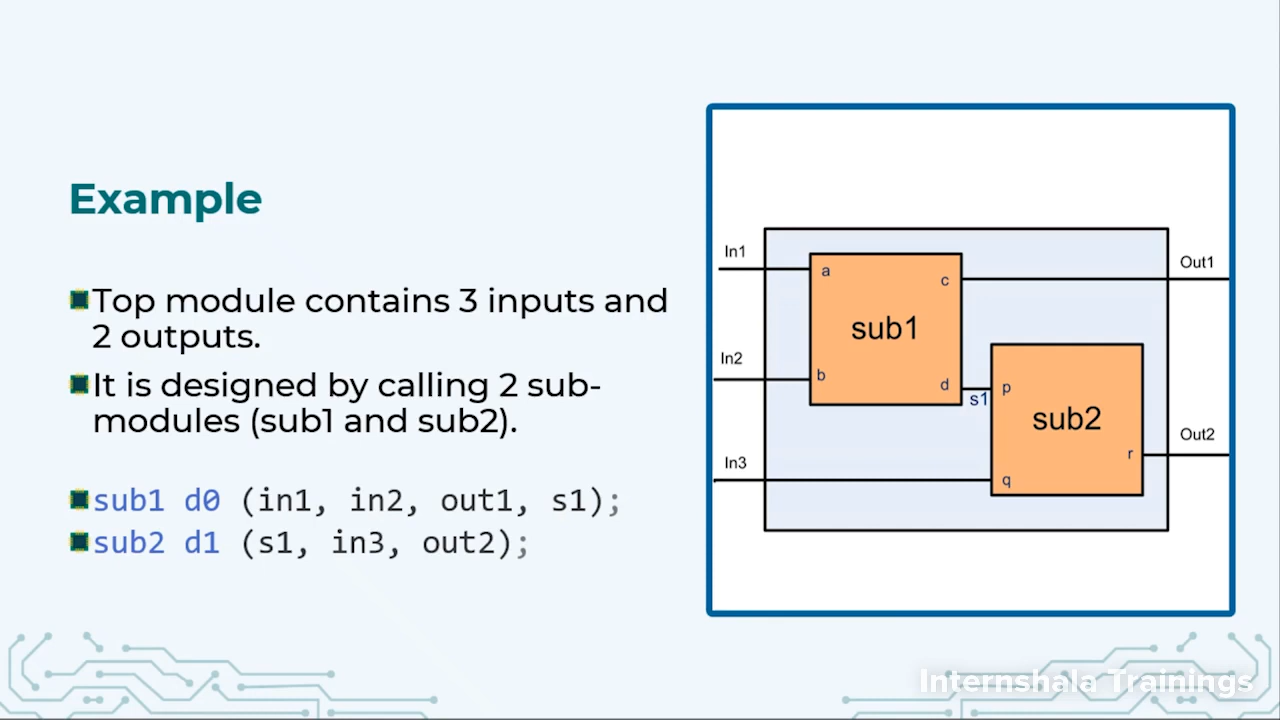 Example
Top module contains 3 inputs and
2 outputs.
It is designed by calling 2 sub-
modules (sub1 and sub2).
sub1 d0 (in1, in2, out1, s1);
sub2 d1 (s1, in3, out2);
In1
a
c
Out1
sub1
In2
b
d
s1
p
sub2
Out2
r
In3
q
Internshala Trainings